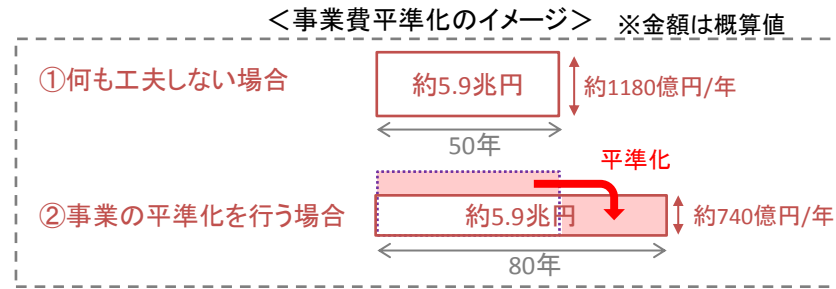 ＜事業費平準化のイメージ＞ ※金額は概算値
①何も工夫しない場合
約5.9兆円
約1180億円/年
50年
平準化
②事業の平準化を行う場合
約5.9兆円
約740億円/年
80年